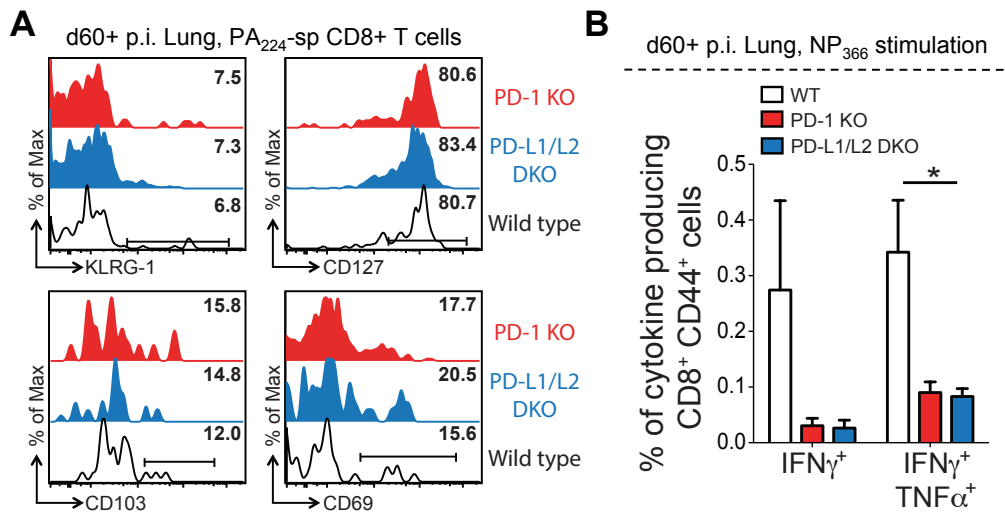 A
d60+ p.i. Lung, PA224-sp CD8+ T cells
7.5
7.3
6.8
% of Max
KLRG-1
80.6
83.4
80.7
CD127
PD-1 KO
PD-L1/L2
DKO
Wild type
15.8
14.8
12.0
% of Max
CD103
17.7
20.5
15.6
CD69
PD-1 KO
PD-L1/L2
DKO
Wild type
B
d60+ p.i. Lung, NP366 stimulation
WT
PD-1 KO
PD-L1/L2 DKO
% of cytokine producing
CD8+ CD44+ cells
0.5
0.4
0.3
0.2
0.1
0.0
*
IFNγ+
IFNγ+
TNFα+